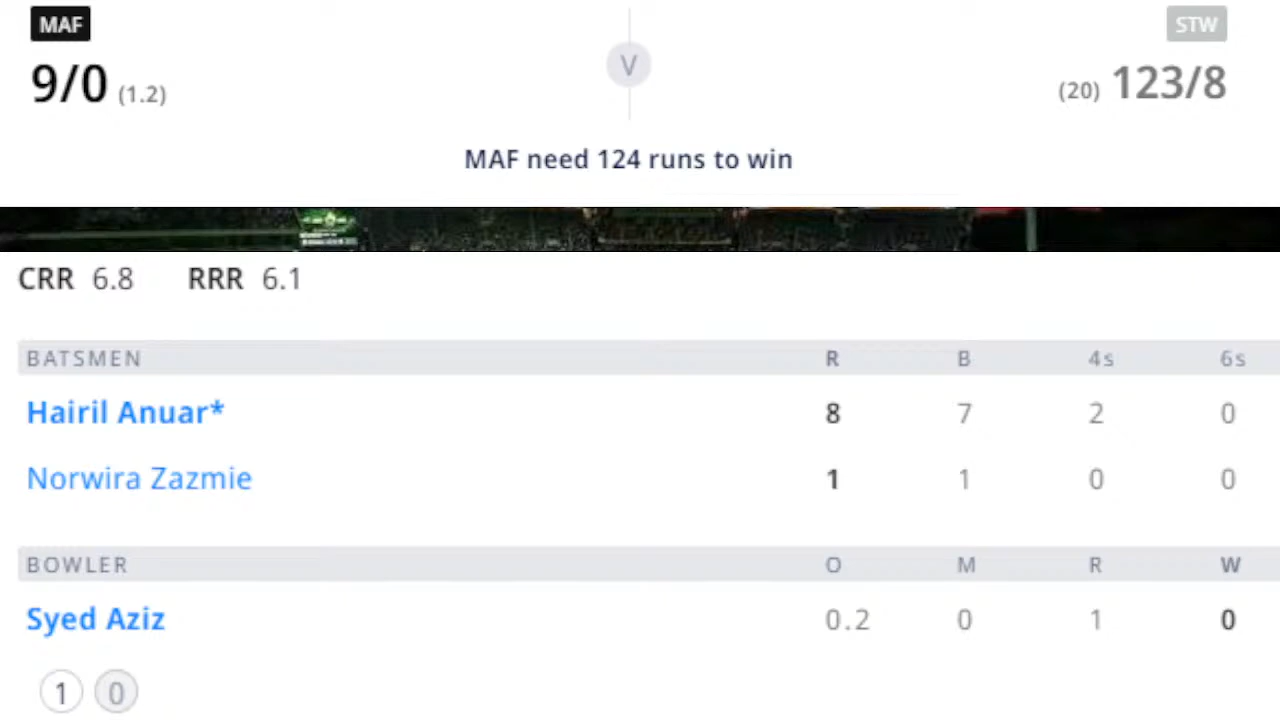 MAF
STW
9/0 (1.2)
V
(20) 123/8
MAF need 124 runs to win
CRR 6.8 RRR 6.1
BATSMEN R B 4s 6s
Hairil Anuar* 8 7 2 0
Norwira Zazmie 1 1 0 0
BOWLER O M R W
Syed Aziz 0.2 0 1 0
1 0